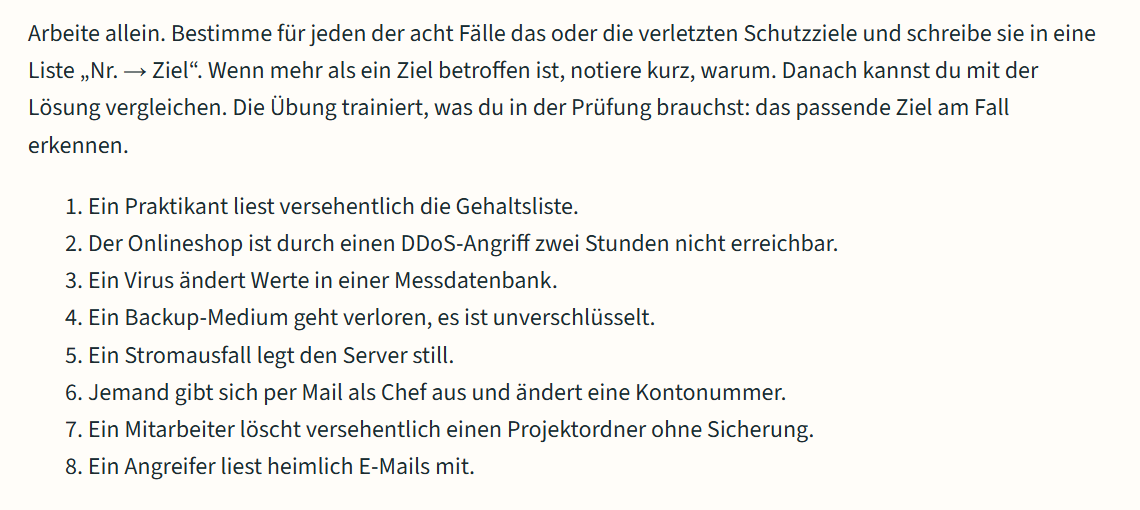 Arbeite allein. Bestimme für jeden der acht Fälle das oder die verletzten Schutzziele und schreibe sie in eine
Liste „Nr. → Ziel“. Wenn mehr als ein Ziel betroffen ist, notiere kurz, warum. Danach kannst du mit der
Lösung vergleichen. Die Übung trainiert, was du in der Prüfung brauchst: das passende Ziel am Fall
erkennen.
1. Ein Praktikant liest versehentlich die Gehaltsliste.
2. Der Onlineshop ist durch einen DDoS-Angriff zwei Stunden nicht erreichbar.
3. Ein Virus ändert Werte in einer Messdatenbank.
4. Ein Backup-Medium geht verloren, es ist unverschlüsselt.
5. Ein Stromausfall legt den Server still.
6. Jemand gibt sich per Mail als Chef aus und ändert eine Kontonummer.
7. Ein Mitarbeiter löscht versehentlich einen Projektordner ohne Sicherung.
8. Ein Angreifer liest heimlich E-Mails mit.